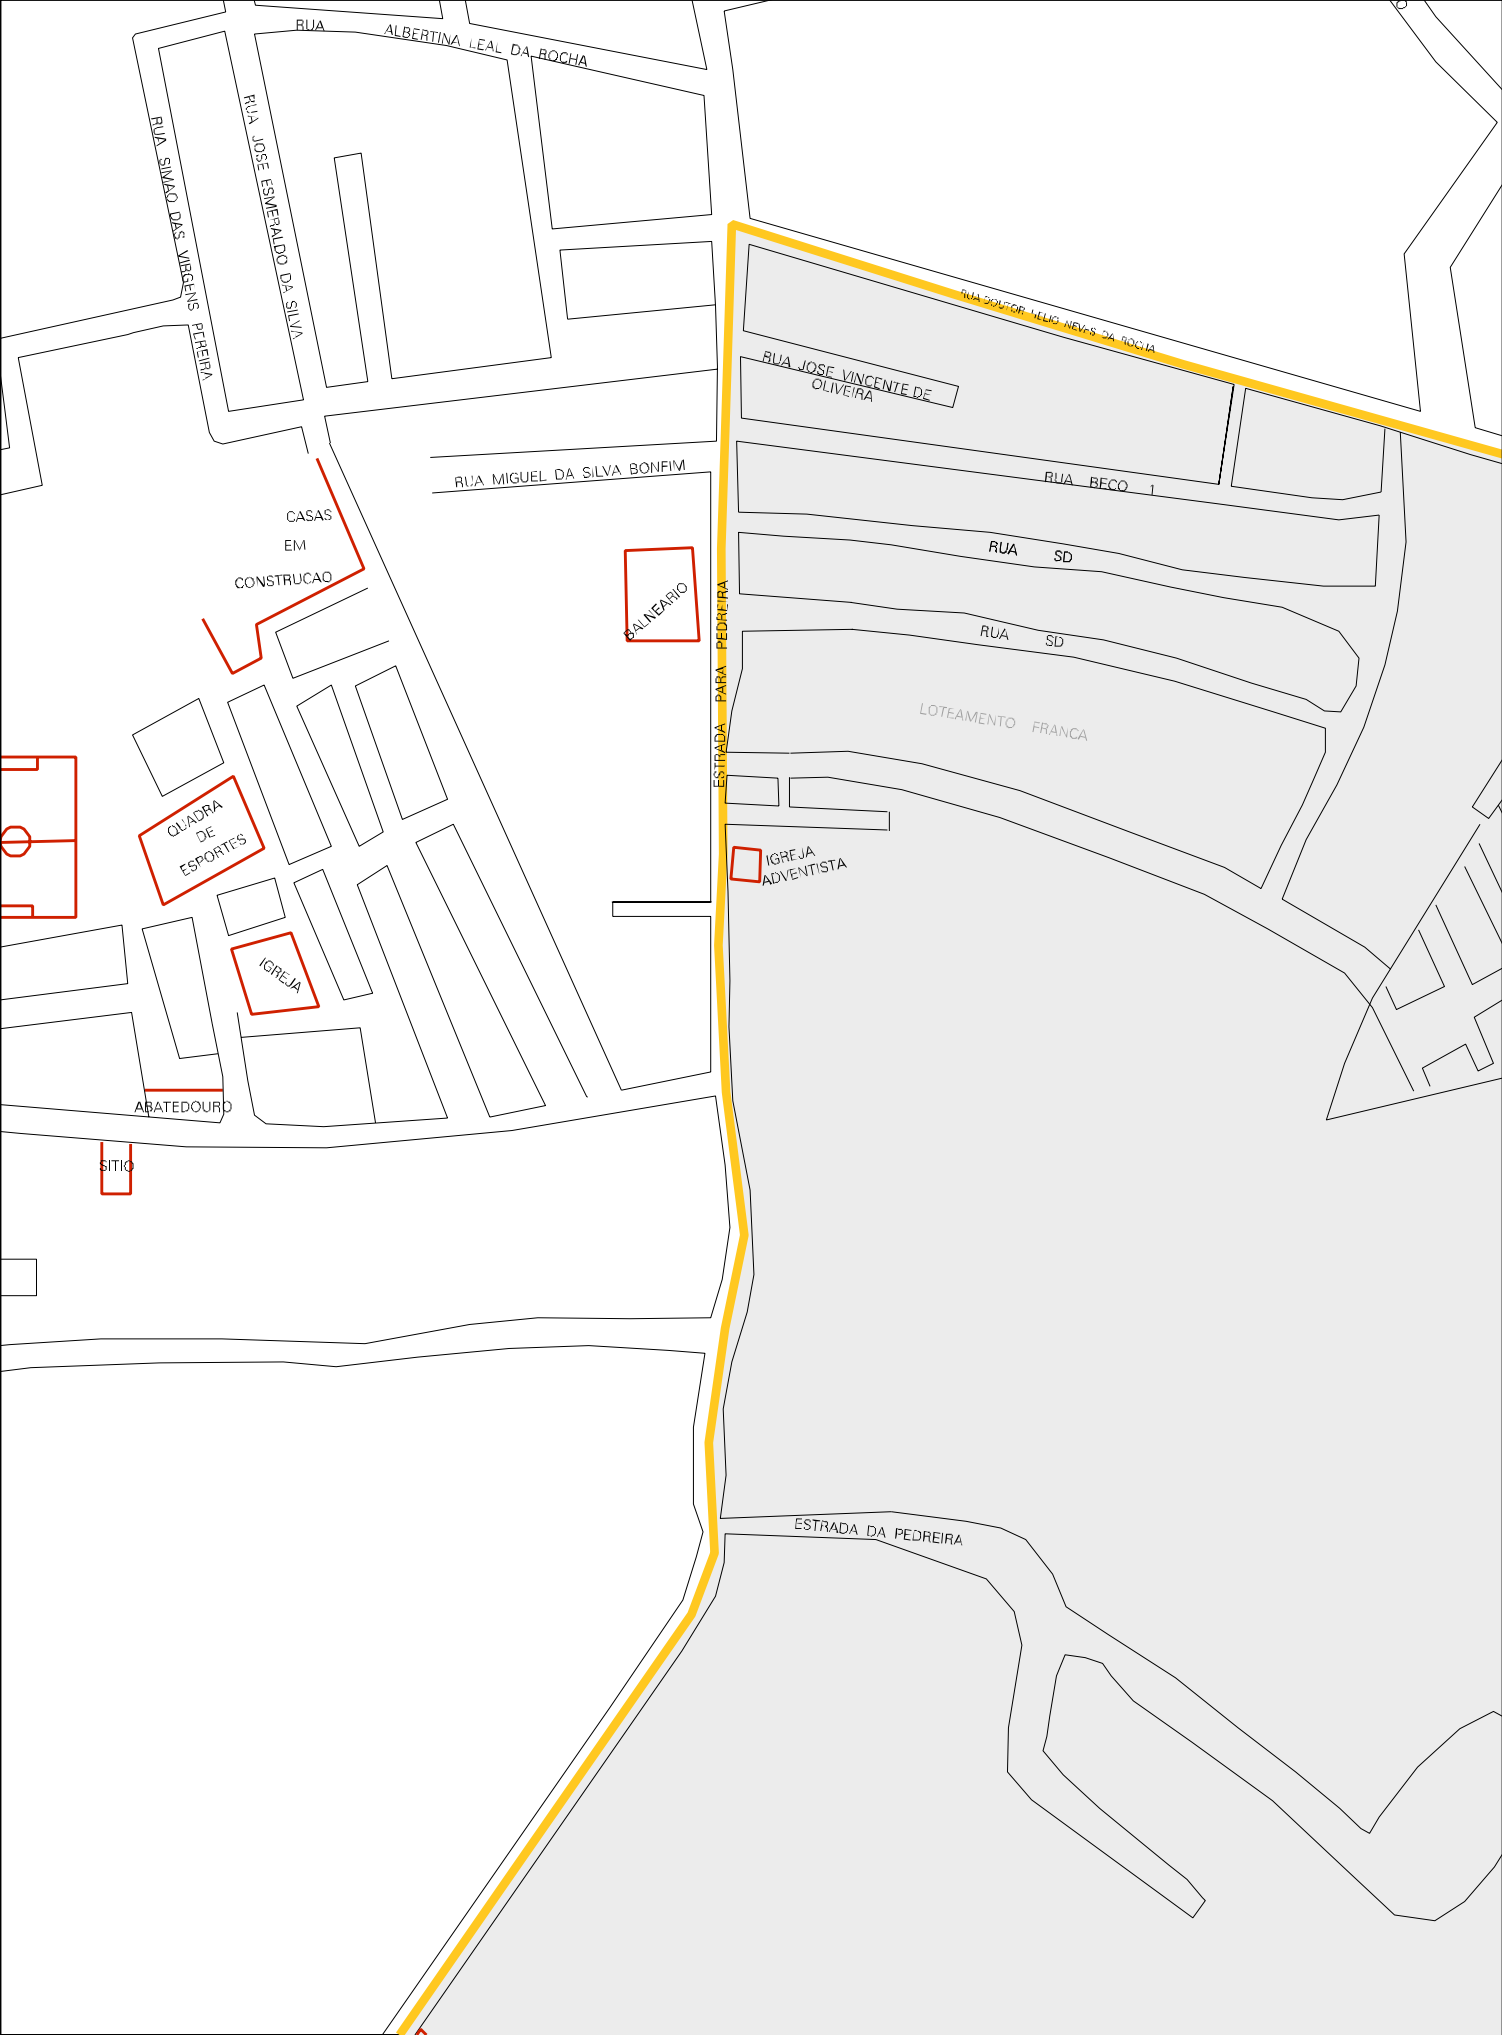 RUA ALBERTINA LEAL DA ROCHA
RUA SIMAO DAS VIRGENS PEREIRA
RUA JOSE ESMERALDO DA SILVA
RUA DOUTOR HELIO NEVES DA ROCHA
RUA JOSE VINCENTE DE
OLIVEIRA
RUA MIGUEL DA SILVA BONFIM
RUA BECO 1
CASAS
EM
CONSTRUCAO
RUA SD
BALNEARIO
RUA SD
ESTRADA PARA PEDREIRA
LOTEAMENTO FRANCA
QUADRA
DE
ESPORTES
IGREJA
ADVENTISTA
IGREJA
ABATEDOURO
SITIO
ESTRADA DA PEDREIRA